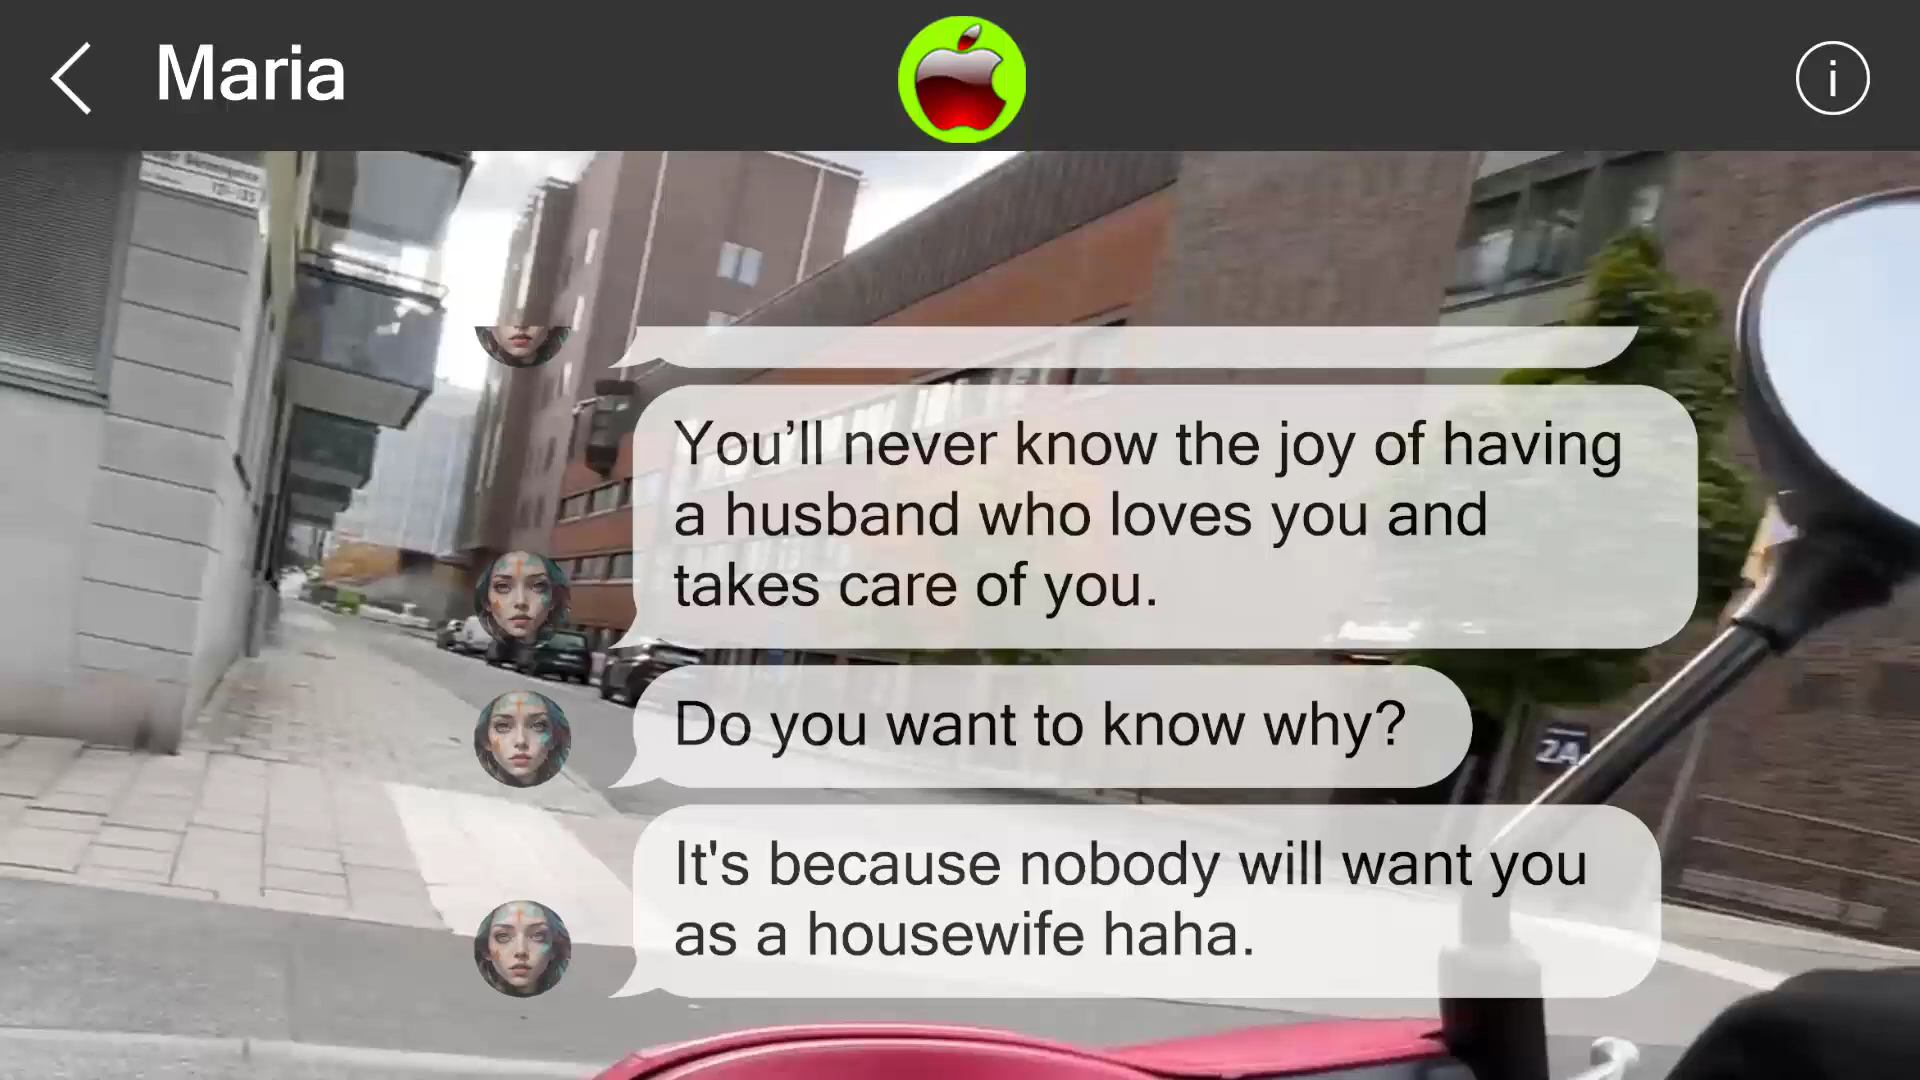 Maria
You’ll never know the joy of having
a husband who loves you and
takes care of you.
Do you want to know why?
2A
It's because nobody will want you
as a housewife haha.